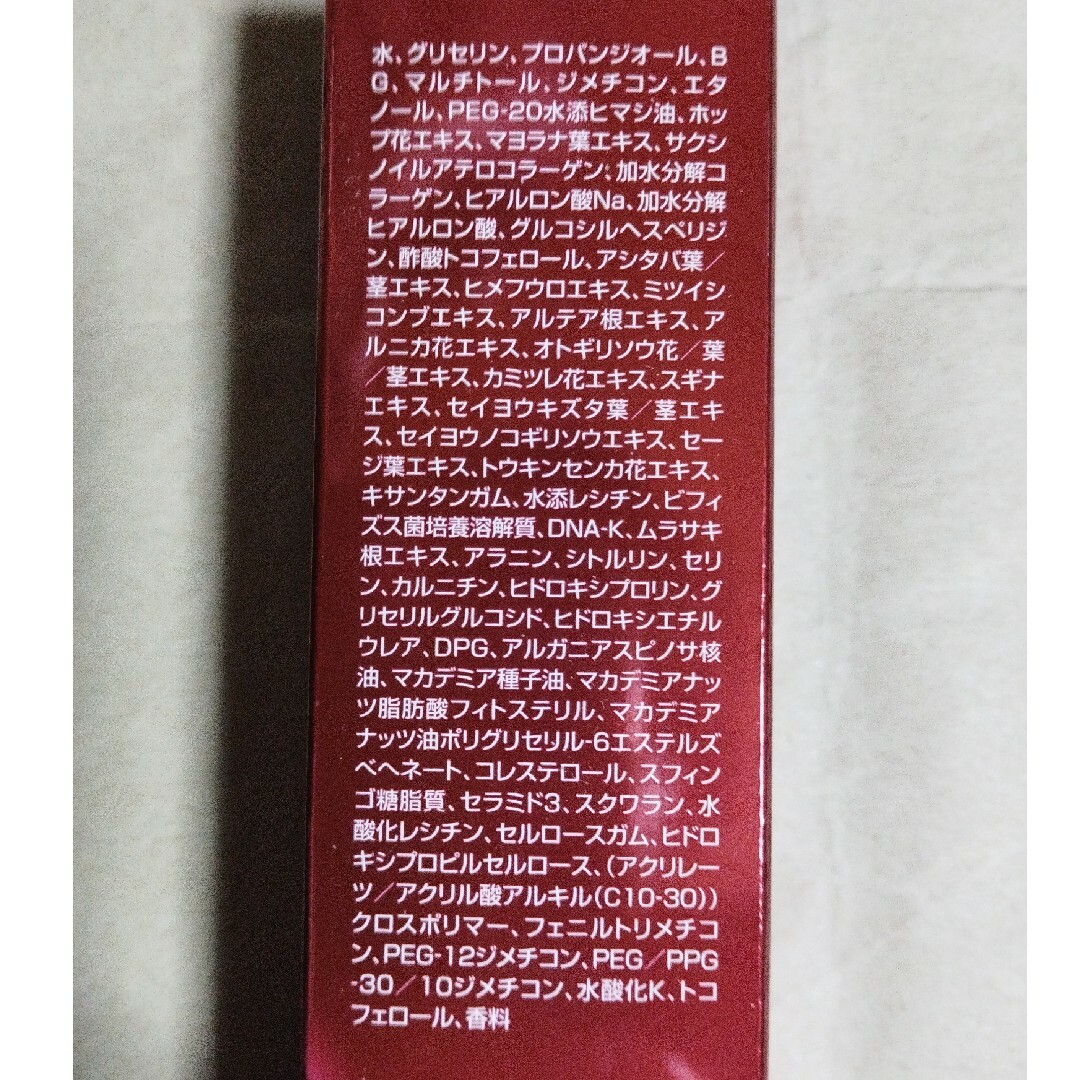 水、グリセリン、プロパンジオール、B
G、マルチトール、ジメチコン、エタ
ノール、PEG-20水添ヒマシ油、ホッ
プ花エキス、マヨラナ葉エキス、サクシ
ノイルアテロコラーゲン、加水分解コ
ラーゲン、ヒアルロン酸Na、加水分解
ヒアルロン酸、グルコシルヘスペリジ
ン、酢酸トコフェロール、アシタバ葉/
茎エキス、ヒメフウロエキス、ミツイシ
コンブエキス、アルテア根エキス、ア
ルニカ花エキス、オトギリソウ花/葉
/茎エキス、カミツレ花エキス、スギナ
エキス、セイヨウキズタ葉/茎エキ
ス、セイヨウノコギリソウエキス、セー
ジ葉エキス、トウキンセンカ花エキス、
キサンタンガム、水添レシチン、ビフィ
ズス菌培養溶解質、DNA-K、ムラサキ
根エキス、アラニン、シトルリン、セリ
ン、カルニチン、ヒドロキシプロリン、グ
リセリルグルコシド、ヒドロキシエチル
ウレア、DPG、アルガニアスピノサ核
油、マカデミア種子油、マカデミアナッ
ツ脂肪酸フィトステリル、マカデミア
ナッツ油ポリグリセリル-6エステルズ
ベヘネート、コレステロール、スフィン
ゴ糖脂質、セラミド3、スクワラン、水
酸化レシチン、セルロースガム、ヒドロ
キシプロピルセルロース、(アクリレー
ツ/アクリル酸アルキル(C10-30))
クロスポリマー、フェニルトリメチコ
ン、PEG-12ジメチコン、PEG/PPG
-30/10ジメチコン、水酸化K、トコ
フェロール、香料